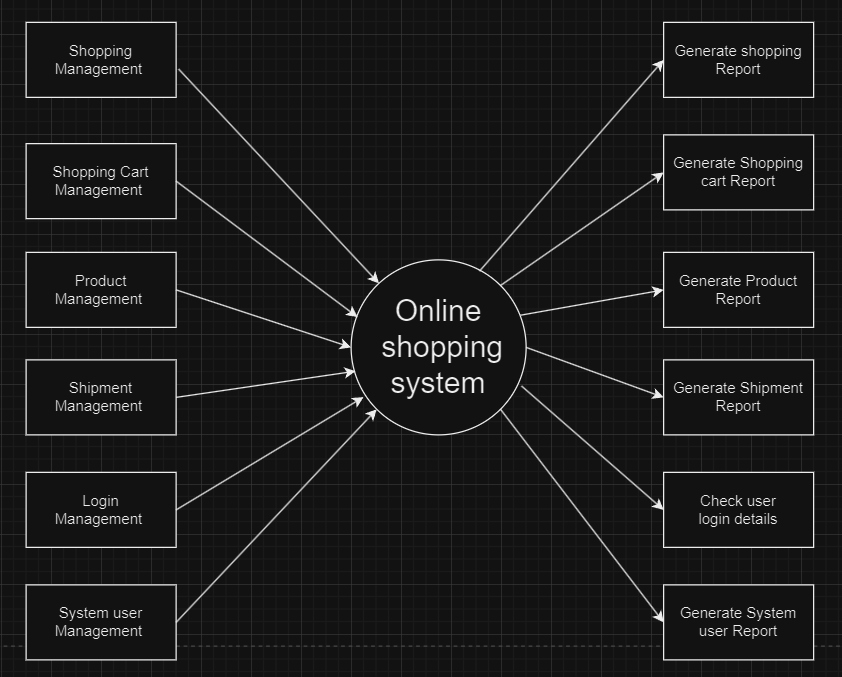 Shopping
Management
Shopping Cart
Management
Product
Management
Shipment
Management
Login
Management
System user
Management
Online
shopping
system
Generate shopping
Report
Generate Shopping
cart Report
Generate Product
Report
Generate Shipment
Report
Check user
login details
Generate System
user Report